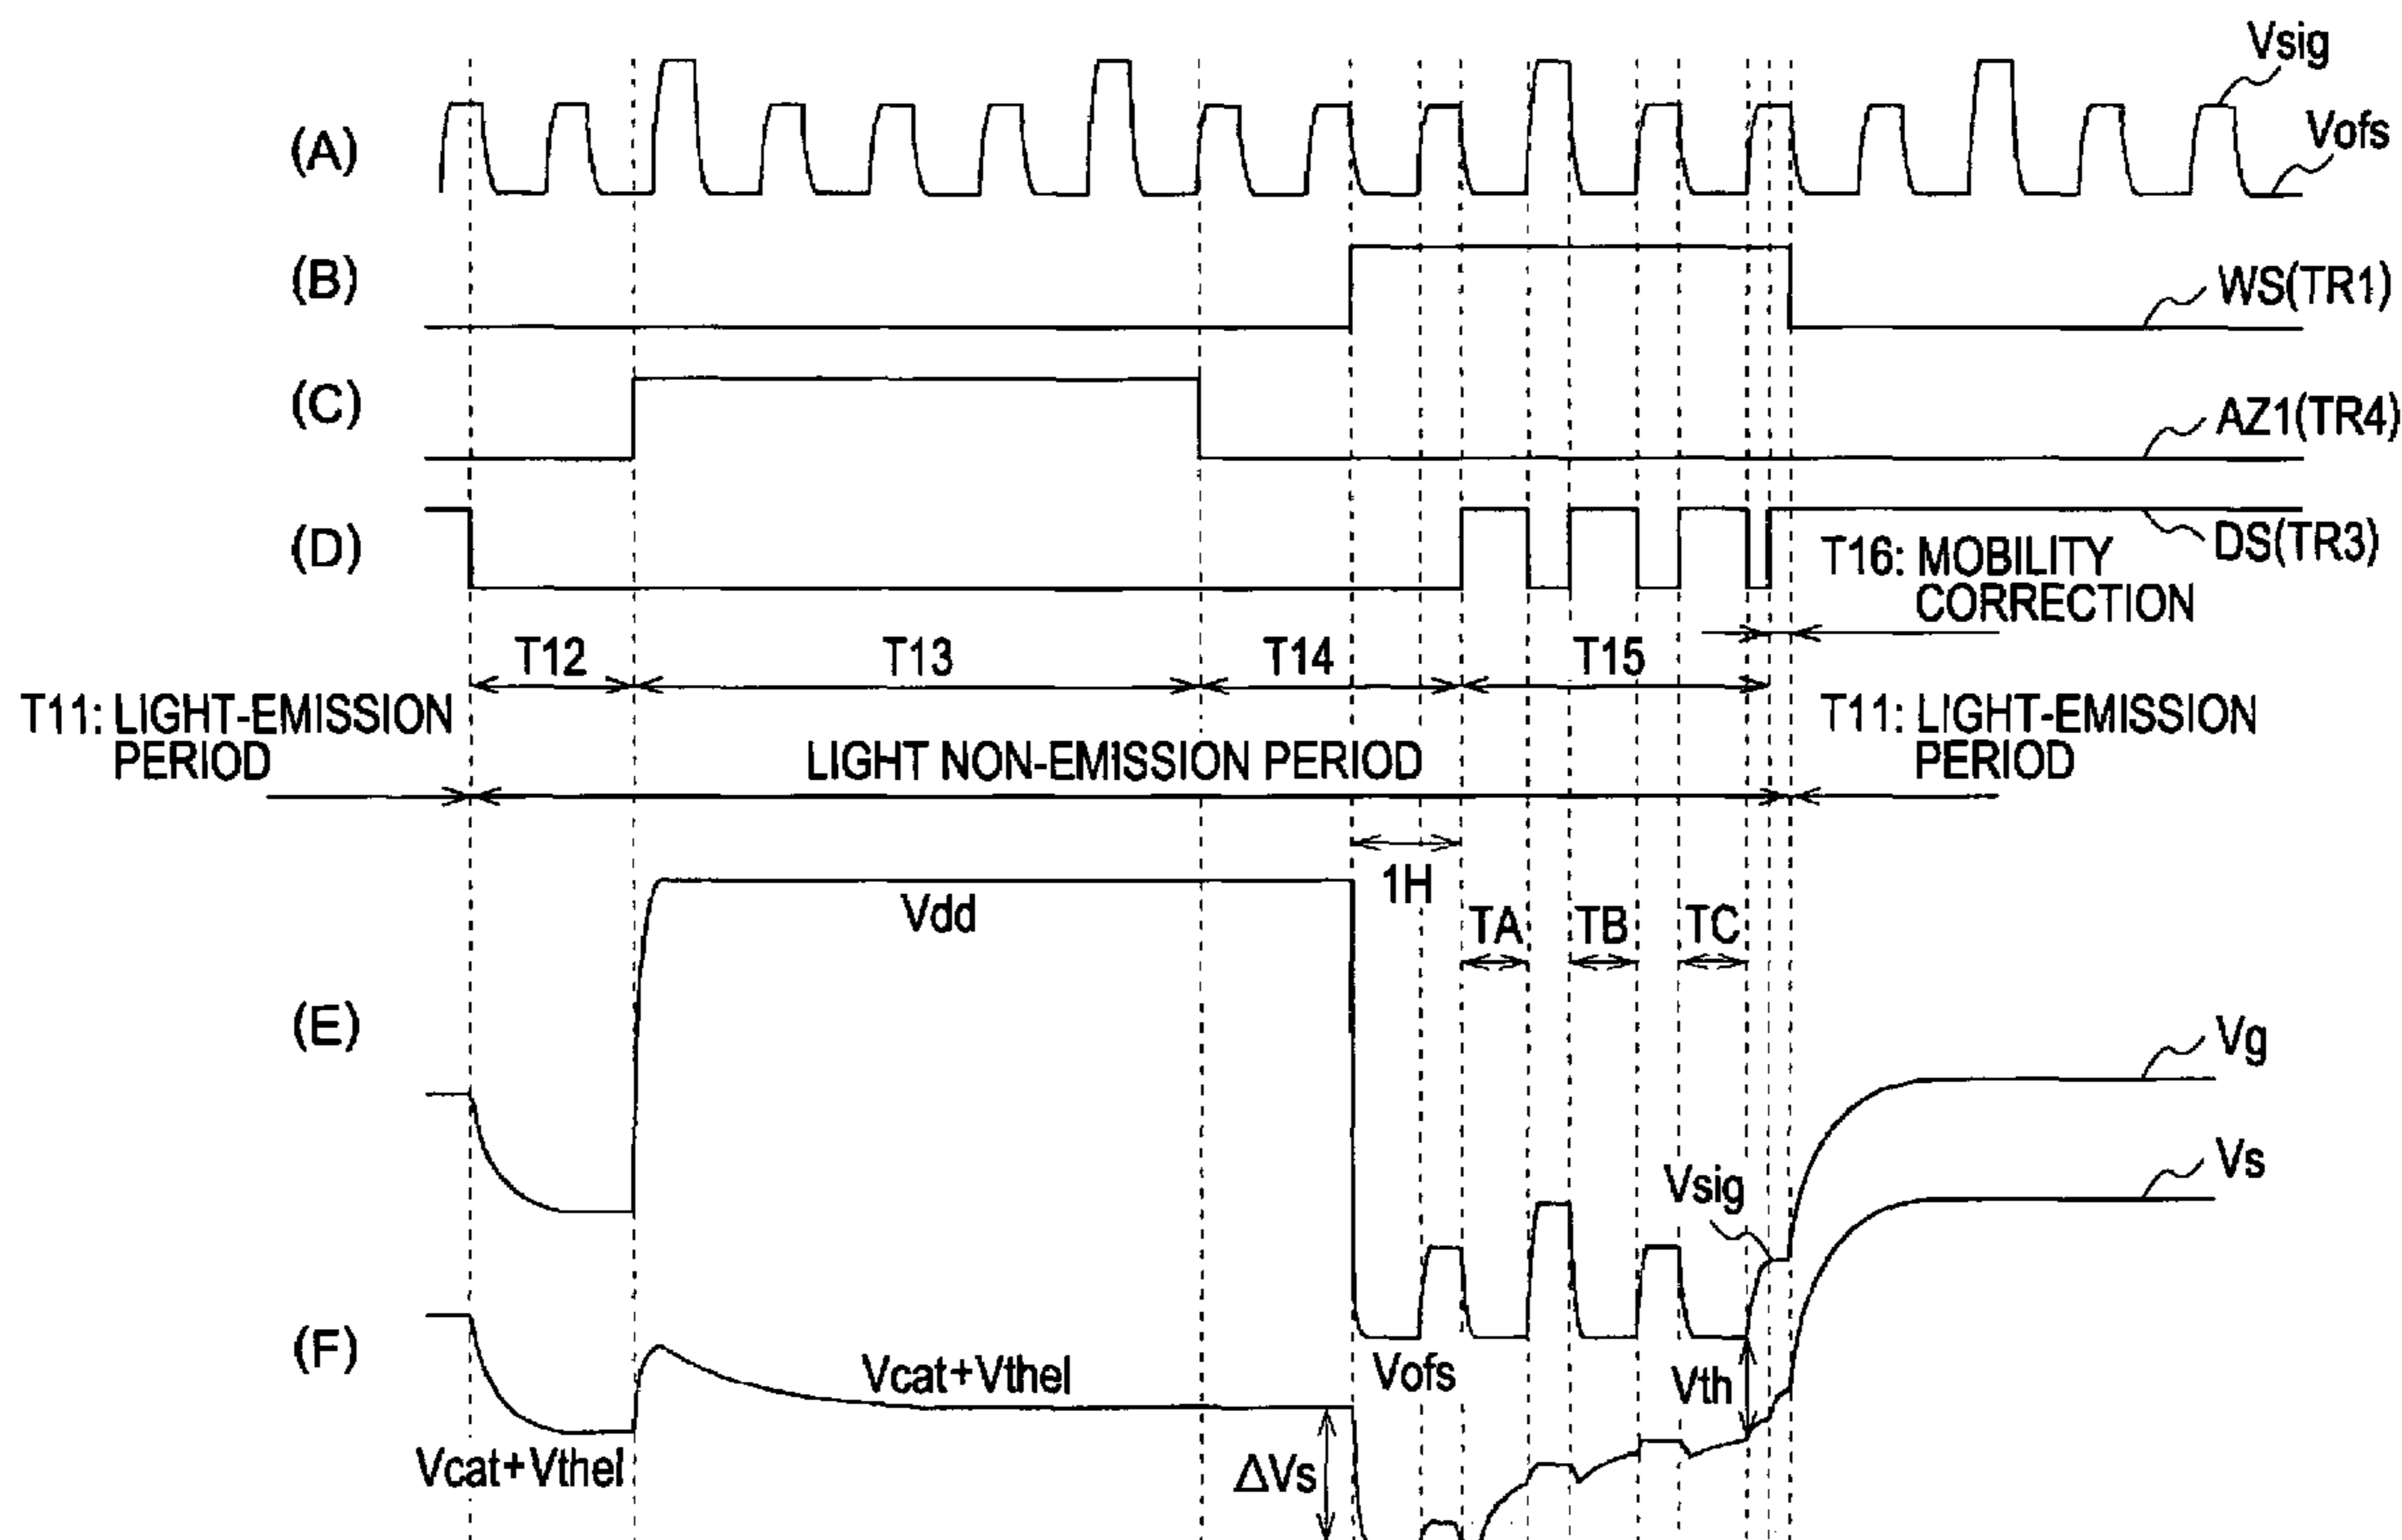 Vsig
(A)
Vofs
(B)
WS(TR1)
(C)
AZ1(TR4)
(D)
DS(TR3)
T16: MOBILITY
CORRECTION
T12
T13
T14
T15
T11: LIGHT-EMISSION
PERIOD
LIGHT NON-EMISSION PERIOD
T11: LIGHT-EMISSION
PERIOD
1H
Vdd
TA
TB
TC
(E)
Vg
Vs
Vsig
(F)
Vcat+Vthel
Vofs
Vth
Vcat+Vthel
ΔVs